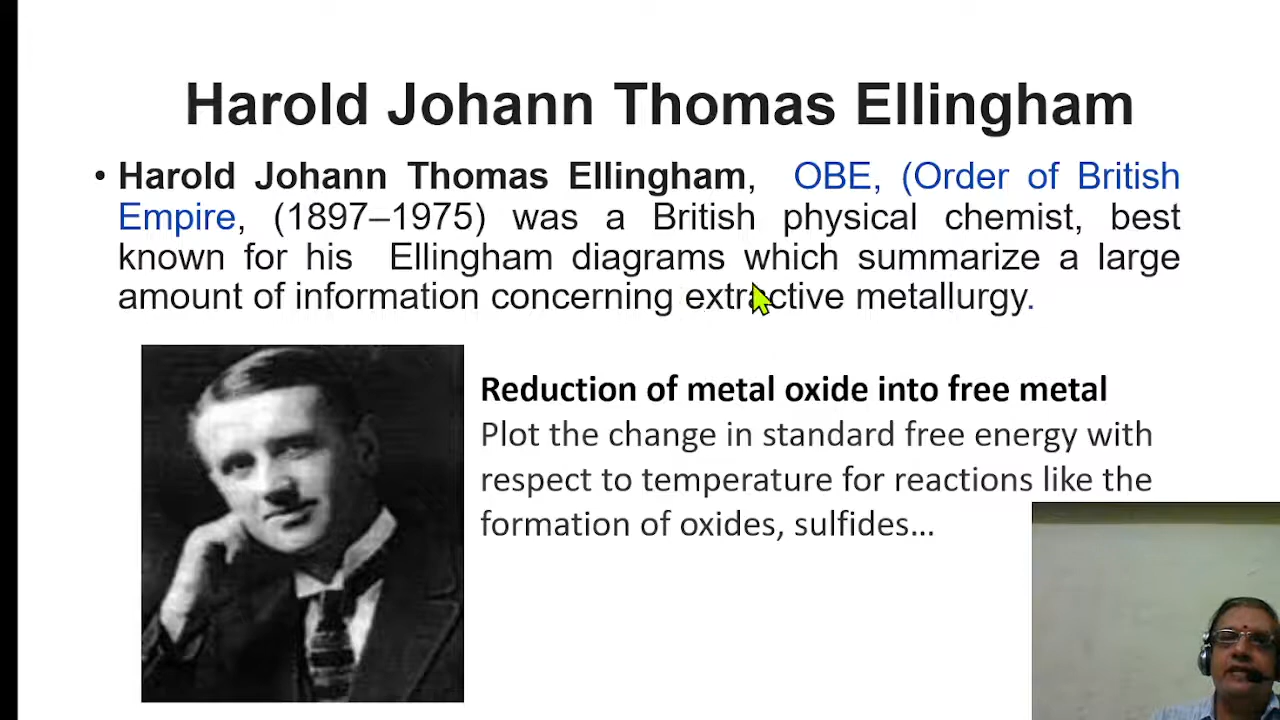 Harold Johann Thomas Ellingham
• Harold Johann Thomas Ellingham, OBE, (Order of British
Empire, (1897–1975) was a British physical chemist, best
known for his Ellingham diagrams which summarize a large
amount of information concerning extractive metallurgy.
Reduction of metal oxide into free metal
Plot the change in standard free energy with
respect to temperature for reactions like the
formation of oxides, sulfides...